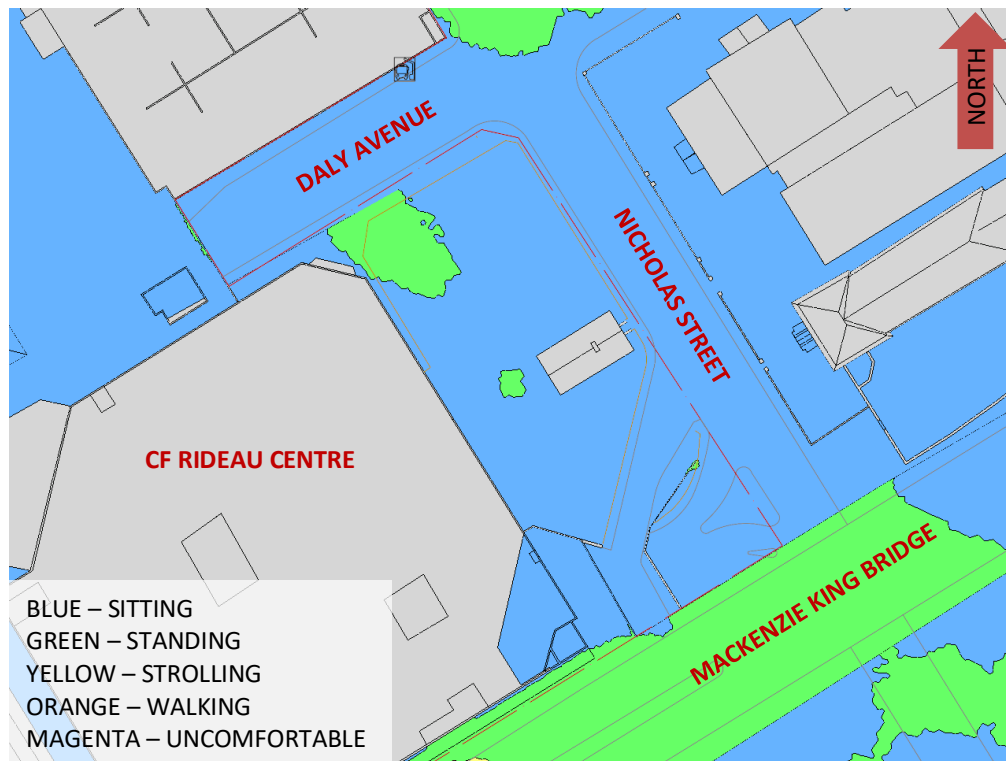 NORTH
DALY AVENUE
NICHOLAS STREET
CF RIDEAU CENTRE
MACKENZIE KING BRIDGE
BLUE – SITTING
GREEN – STANDING
YELLOW – STROLLING
ORANGE – WALKING
MAGENTA – UNCOMFORTABLE